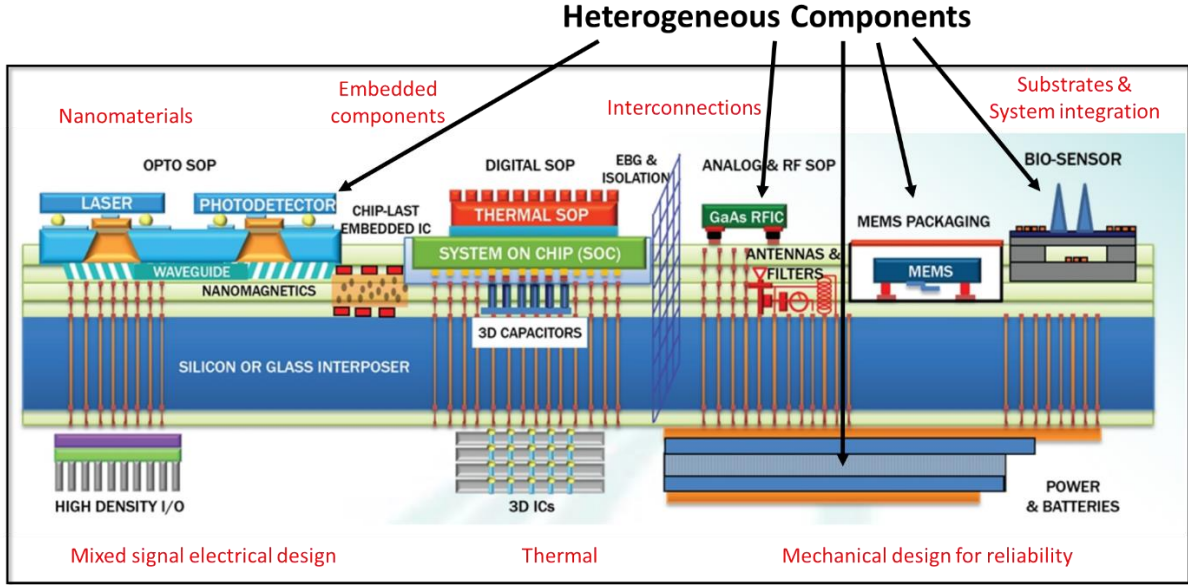 Heterogeneous Components
Nanomaterials
Embedded
components
Interconnections
Substrates &
System integration
OPTO SOP
DIGITAL SOP
EBG &
ISOLATION
ANALOG & RF SOP
BIO-SENSOR
LASER
PHOTODETECTOR
CHIP-LAST
EMBEDDED IC
THERMAL SOP
GaAs RFIC
MEMS PACKAGING
SYSTEM ON CHIP (SOC)
ANTENNAS &
FILTERS
WAVEGUIDE
MEMS
NANOMAGNETICS
3D CAPACITORS
SILICON OR GLASS INTERPOSER
HIGH DENSITY I/O
3D ICs
POWER
& BATTERIES
Mixed signal electrical design
Thermal
Mechanical design for reliability